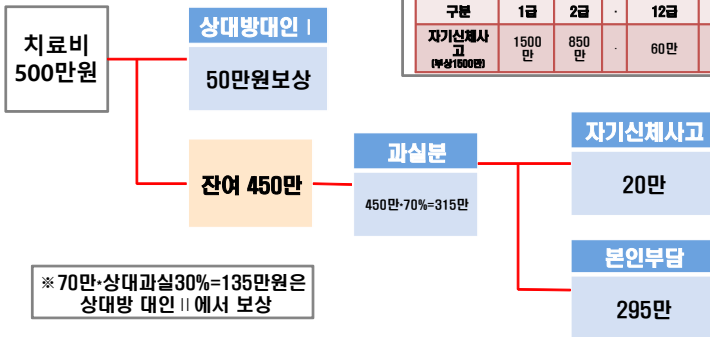 구분 1급 2급 · 12급
자기신체사고 (부상1500만) 1500만 850만 · 60만
치료비
500만원
상대방대인 Ⅰ
50만원보상
잔여 450만
과실분
450만*70%=315만
자기신체사고
20만
본인부담
295만
※ 70만*상대과실30%=135만원은
상대방 대인 Ⅱ 에서 보상